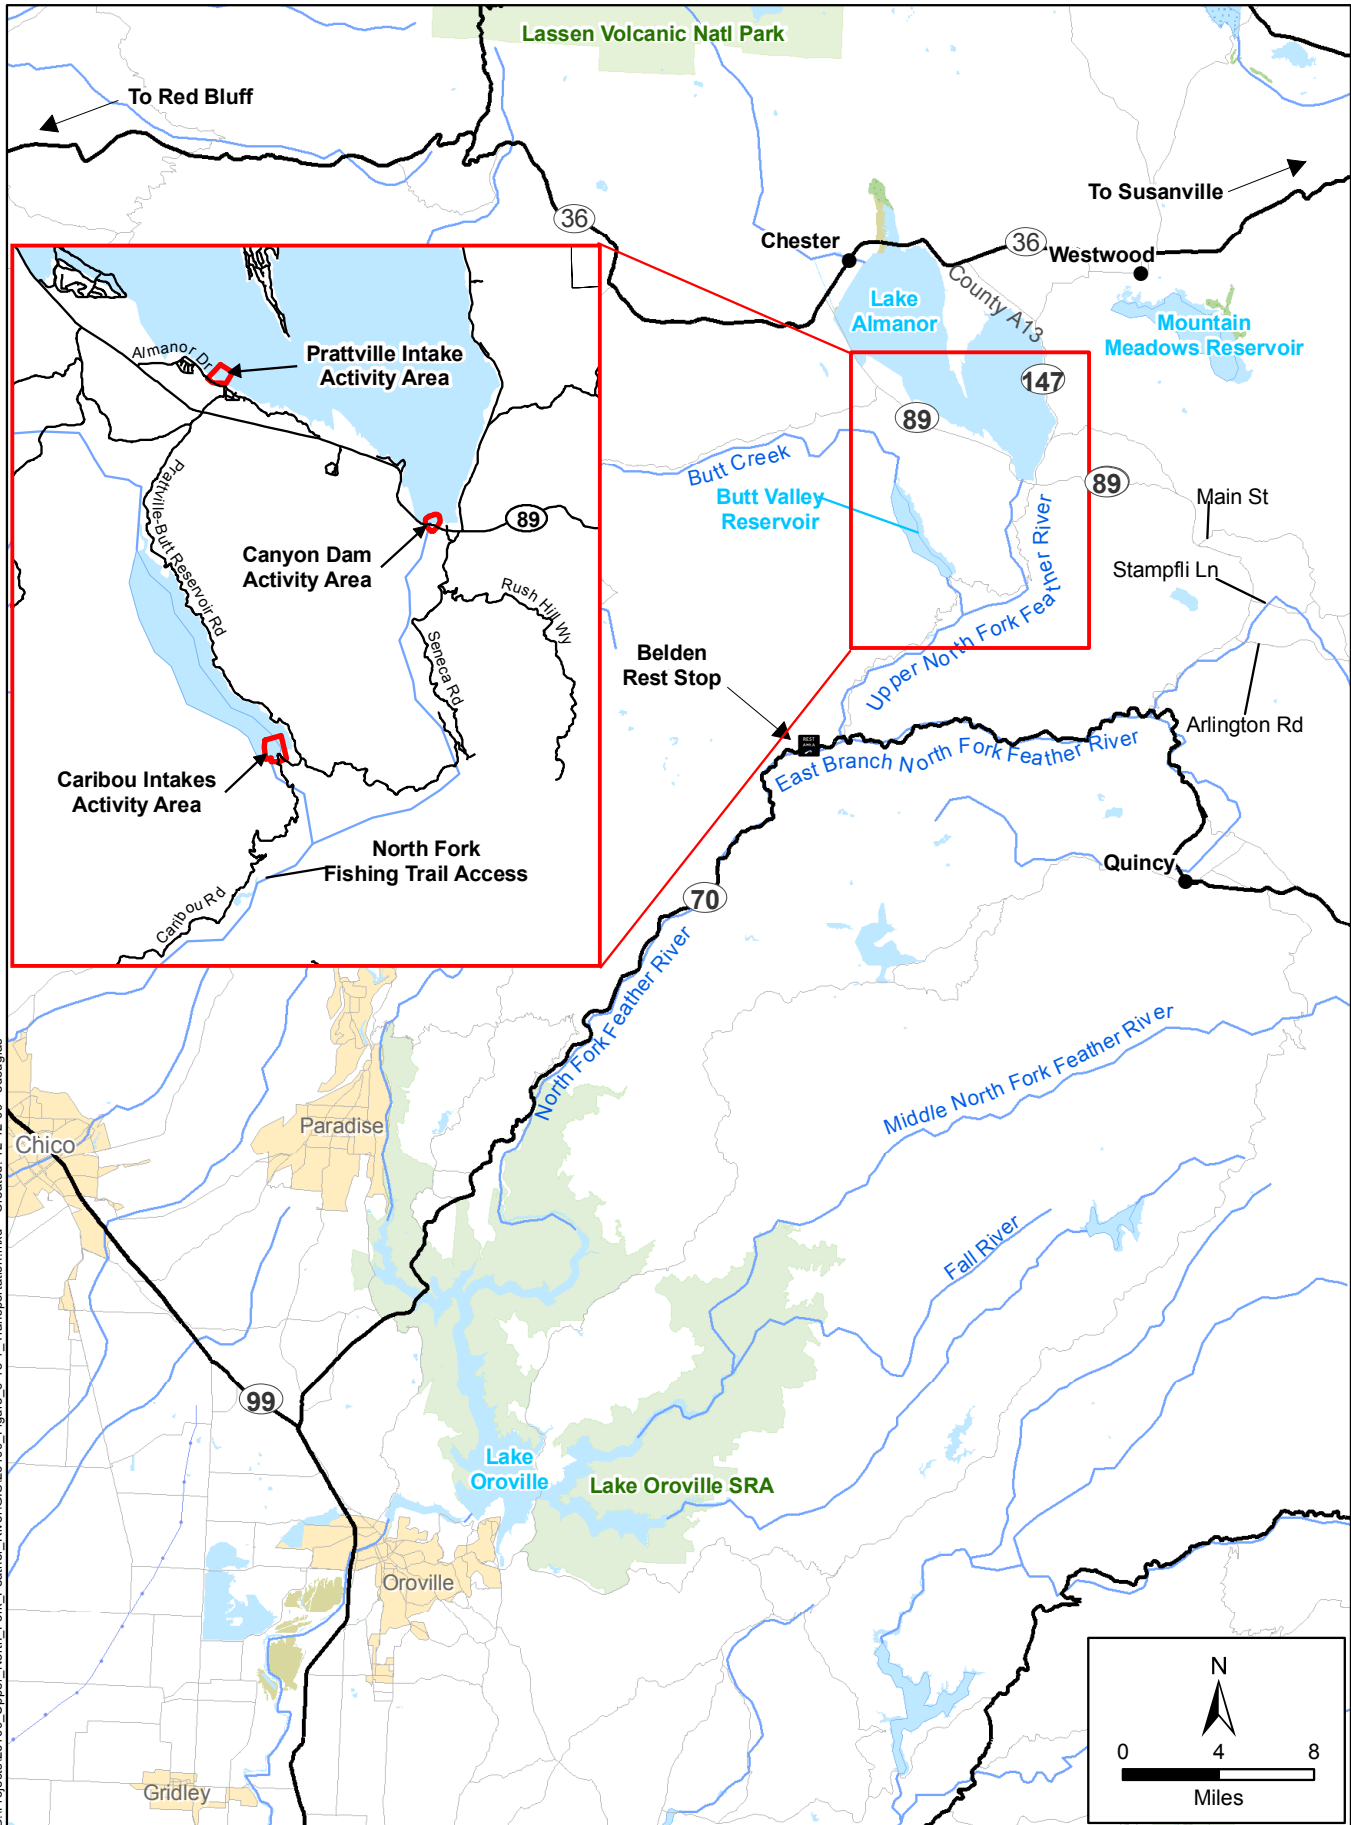 Lassen Volcanic Natl Park
To Red Bluff
To Susanville
36
Chester
36
Westwood
County A13
Lake
Almanor
Mountain
Meadows Reservoir
147
89
Butt Creek
Butt Valley
Reservoir
89
Main St
Stampfli Ln
Upper North Fork Feather River
Arlington Rd
Belden
Rest Stop
REST
AREA
East Branch North Fork Feather River
Quincy
70
North Fork Feather River
Almanor Dr
Prattville Intake
Activity Area
Prattville-Butt Reservoir Rd
Canyon Dam
Activity Area
89
Rush Hill Wy
Seneca Rd
Caribou Intakes
Activity Area
North Fork
Fishing Trail Access
Caribou Rd
Middle North Fork Feather River
Paradise
Chico
Fall River
99
Lake
Oroville
Lake Oroville SRA
Oroville
Gridley
N
0 4 8
Miles